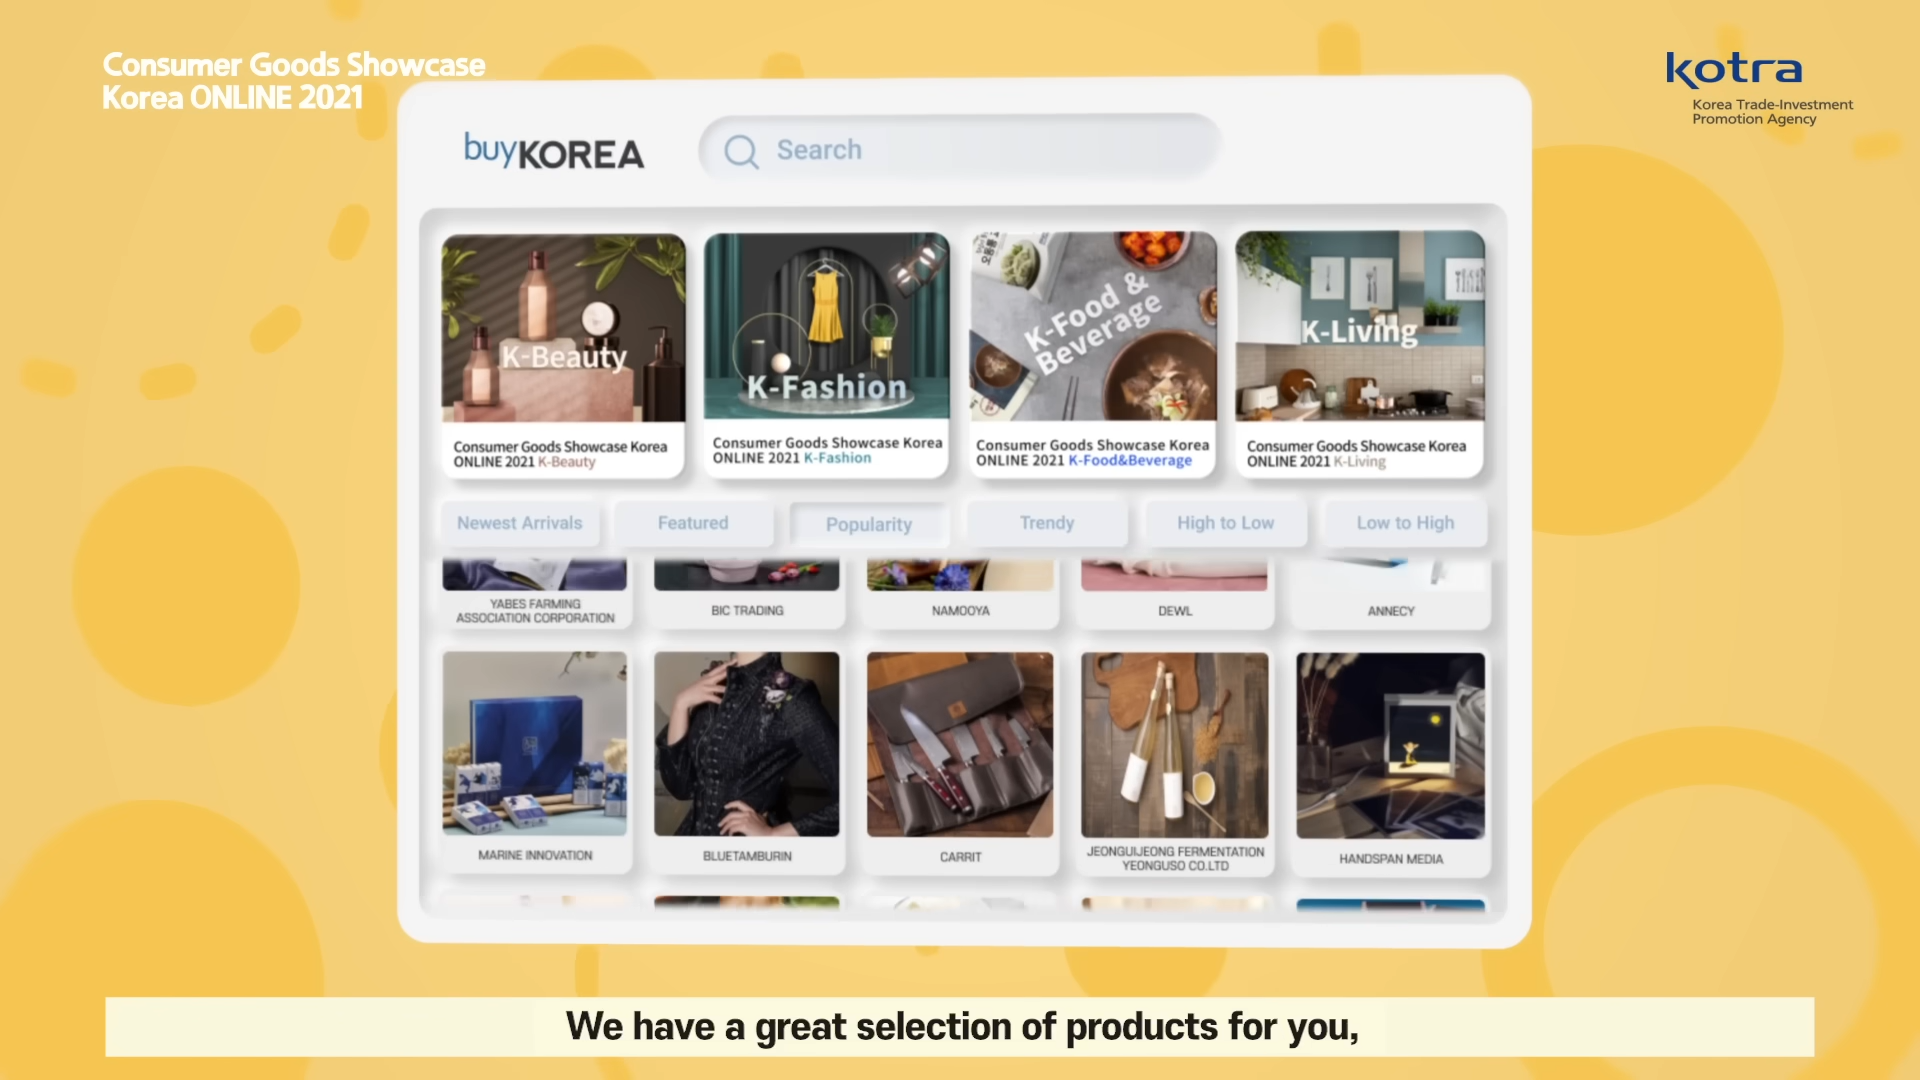 Consumer Goods Showcase
Korea ONLINE 2021
kotra
Korea Trade-Investment
Promotion Agency
buyKOREA
Search
K-Beauty
K-Fashion
K-Food &
Beverage
K-Living
Consumer Goods Showcase Korea
ONLINE 2021 K-Beauty
Consumer Goods Showcase Korea
ONLINE 2021 K-Fashion
Consumer Goods Showcase Korea
ONLINE 2021 K-Food&Beverage
Consumer Goods Showcase Korea
ONLINE 2021 K-Living
Newest Arrivals
Featured
Popularity
Trendy
High to Low
Low to High
YABES FARMING
ASSOCIATION CORPORATION
BIC TRADING
NAMOOYA
DEWL
ANNECY
MARINE INNOVATION
BLUETAMBURIN
CARRIT
JEONGUIJEONG FERMENTATION
YEONGUSO CO.LTD
HANDSPAN MEDIA
We have a great selection of products for you,